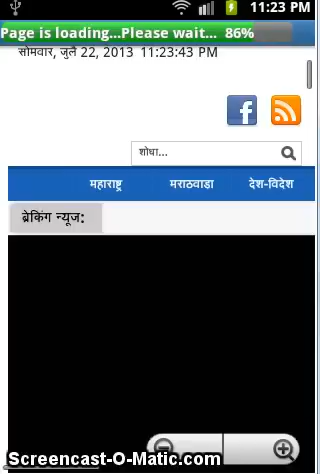 11:23 PM
Page is loading...Please wait... 86%
सोमवार, जुलै 22, 2013 11:23:43 PM
शोधा...
महाराष्ट्र मराठवाडा देश-विदेश
ब्रेकिंग न्यूज:
Screencast-O-Matic.com